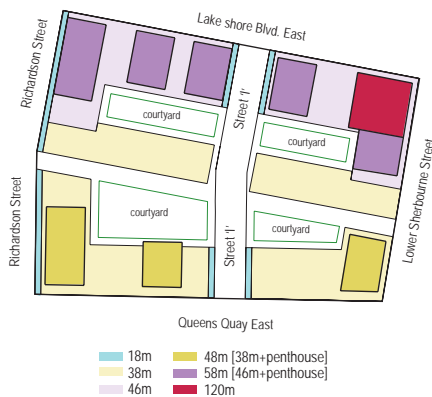 Lake shore Blvd. East
Richardson Street
Street 'I'
courtyard
courtyard
Richardson Street
courtyard
courtyard
Street 'I'
Lower Sherbourne Street
Queens Quay East
18m
38m
46m
48m [38m+penthouse]
58m [46m+penthouse]
120m